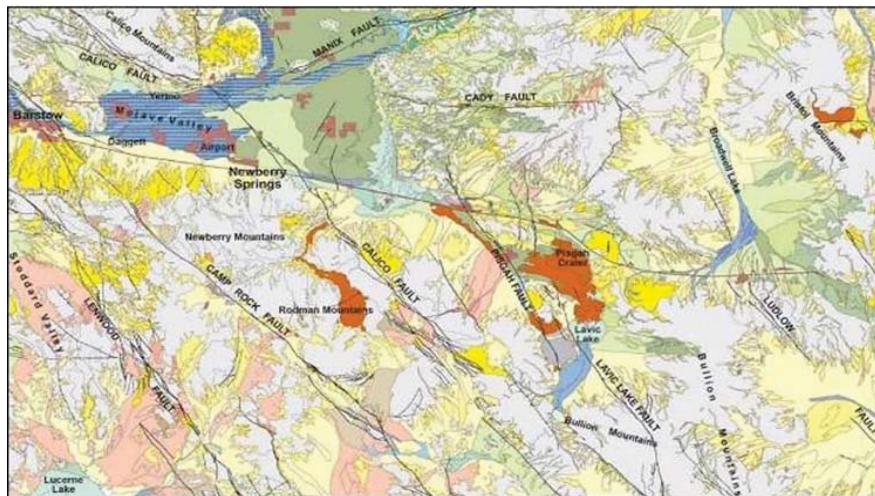 Calico Mountains
CALICO FAULT
MANIX FAULT
Yermo
Mojave Valley
CADY FAULT
Barstow
Daggett
Airport
Newberry
Springs
Bristol Mountains
Broadwell Lake
Newberry Mountains
CALICO FAULT
PISGAH FAULT
Pisgah
Crater
i
Stoddard Valley
LENWOOD
FAULT
CAMP ROCK FAULT
Rodman Mountains
Lavic
Lake
LAVIC LAKE FAULT
LUDLOW
FAULT
Bullion Mountains
Bullion Mountains
Lucerne
Lake